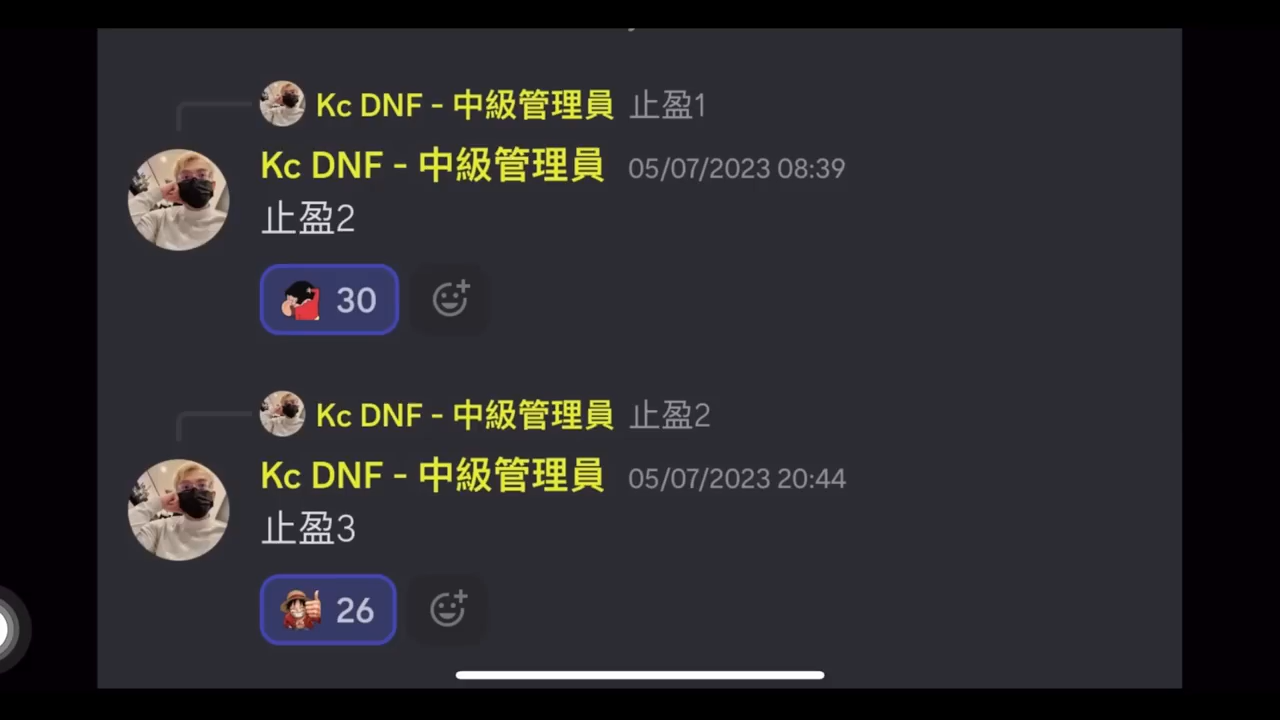 Kc DNF - 中級管理員 止盈1
Kc DNF - 中級管理員 05/07/2023 08:39
止盈2
30
Kc DNF - 中級管理員 止盈2
Kc DNF - 中級管理員 05/07/2023 20:44
止盈3
26